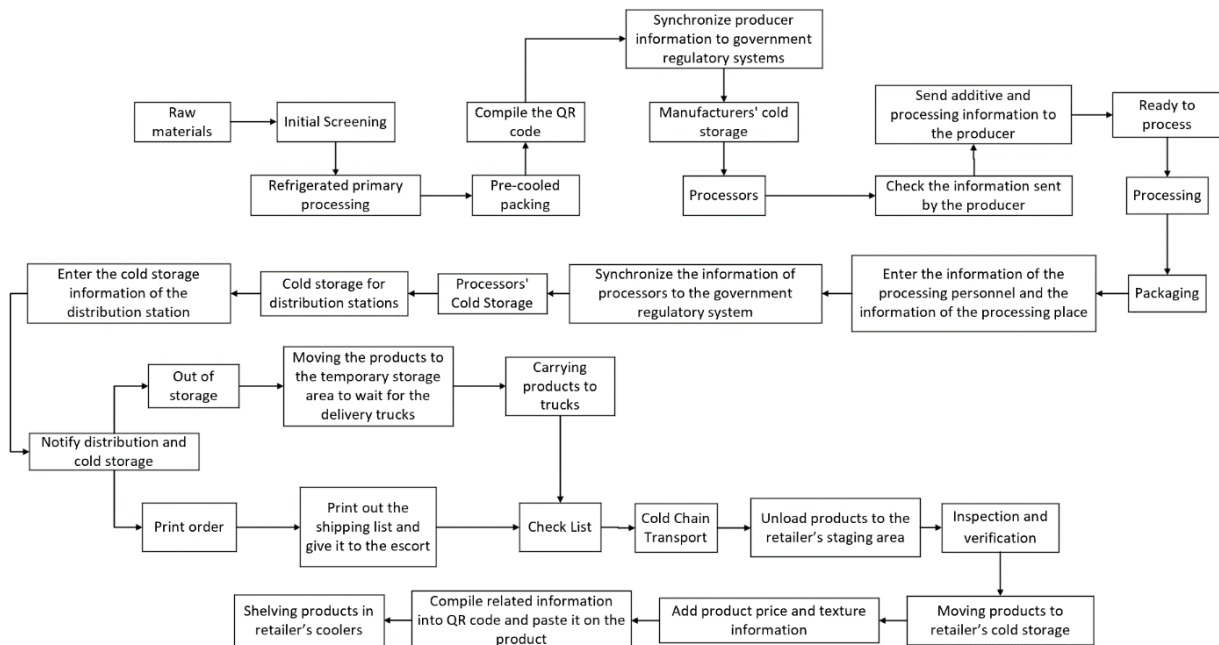 Raw
materials
Initial Screening
Refrigerated primary
processing
Pre-cooled
packing
Compile the QR
code
Synchronize producer
information to government
regulatory systems
Manufacturers' cold
storage
Processors
Check the information sent
by the producer
Send additive and
processing information to
the producer
Ready to
process
Processing
Packaging
Enter the information of the
processing personnel and the
information of the processing place
Synchronize the information of
processors to the government
regulatory system
Processors'
Cold Storage
Cold storage for
distribution stations
Enter the cold storage
information of the
distribution station
Notify distribution and
cold storage
Out of
storage
Moving the products to
the temporary storage
area to wait for the
delivery trucks
Carrying
products to
trucks
Print order
Print out the
shipping list and
give it to the escort
Check List
Cold Chain
Transport
Unload products to the
retailer's staging area
Inspection and
verification
Moving products to
retailer's cold storage
Add product price and texture
information
Compile related information
into QR code and paste it on the
product
Shelving products in
retailer's coolers